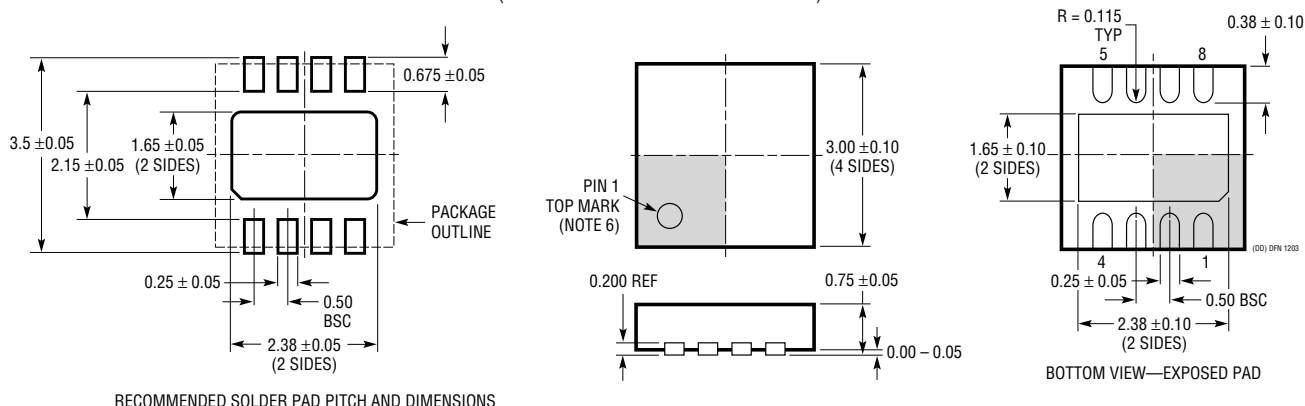 3.5 ±0.05
2.15 ±0.05
1.65 ±0.05
(2 SIDES)
0.675 ±0.05
PACKAGE
OUTLINE
0.25 ± 0.05
0.50
BSC
2.38 ±0.05
(2 SIDES)
RECOMMENDED SOLDER PAD PITCH AND DIMENSIONS
PIN 1
TOP MARK
(NOTE 6)
3.00 ±0.10
(4 SIDES)
0.200 REF
0.75 ±0.05
0.00 – 0.05
R = 0.115
TYP
0.38 ± 0.10
5
8
1.65 ± 0.10
(2 SIDES)
4
1
(DD) DFN 1203
0.25 ± 0.05
0.50 BSC
2.38 ±0.10
(2 SIDES)
BOTTOM VIEW—EXPOSED PAD